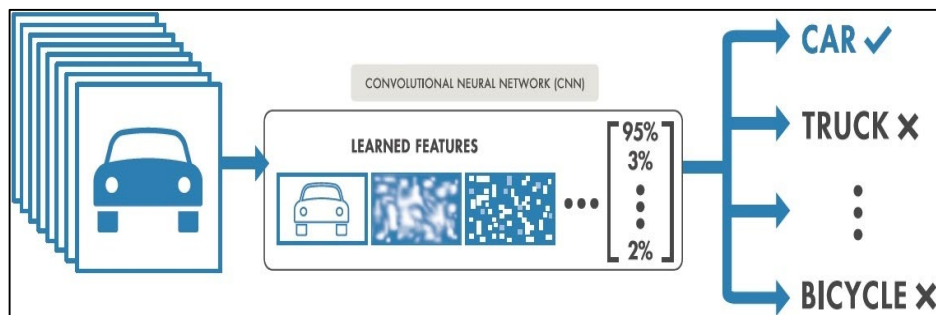 CONVOLUTIONAL NEURAL NETWORK (CNN)
LEARNED FEATURES
95%
3%
2%
CAR
TRUCK
BICYCLE